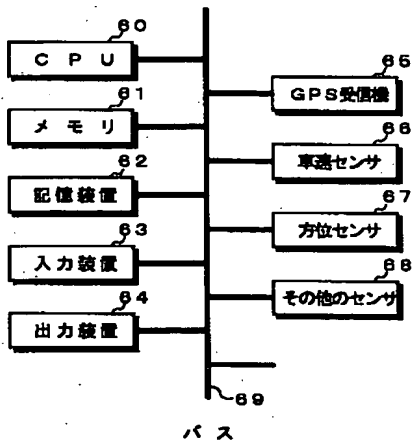 ６０
ＣＰＵ
６１
メモリ
６２
記憶装置
６３
入力装置
６４
出力装置
６５
ＧＰＳ受信機
６６
車速センサ
６７
方位センサ
６８
その他のセンサ
６９
バス